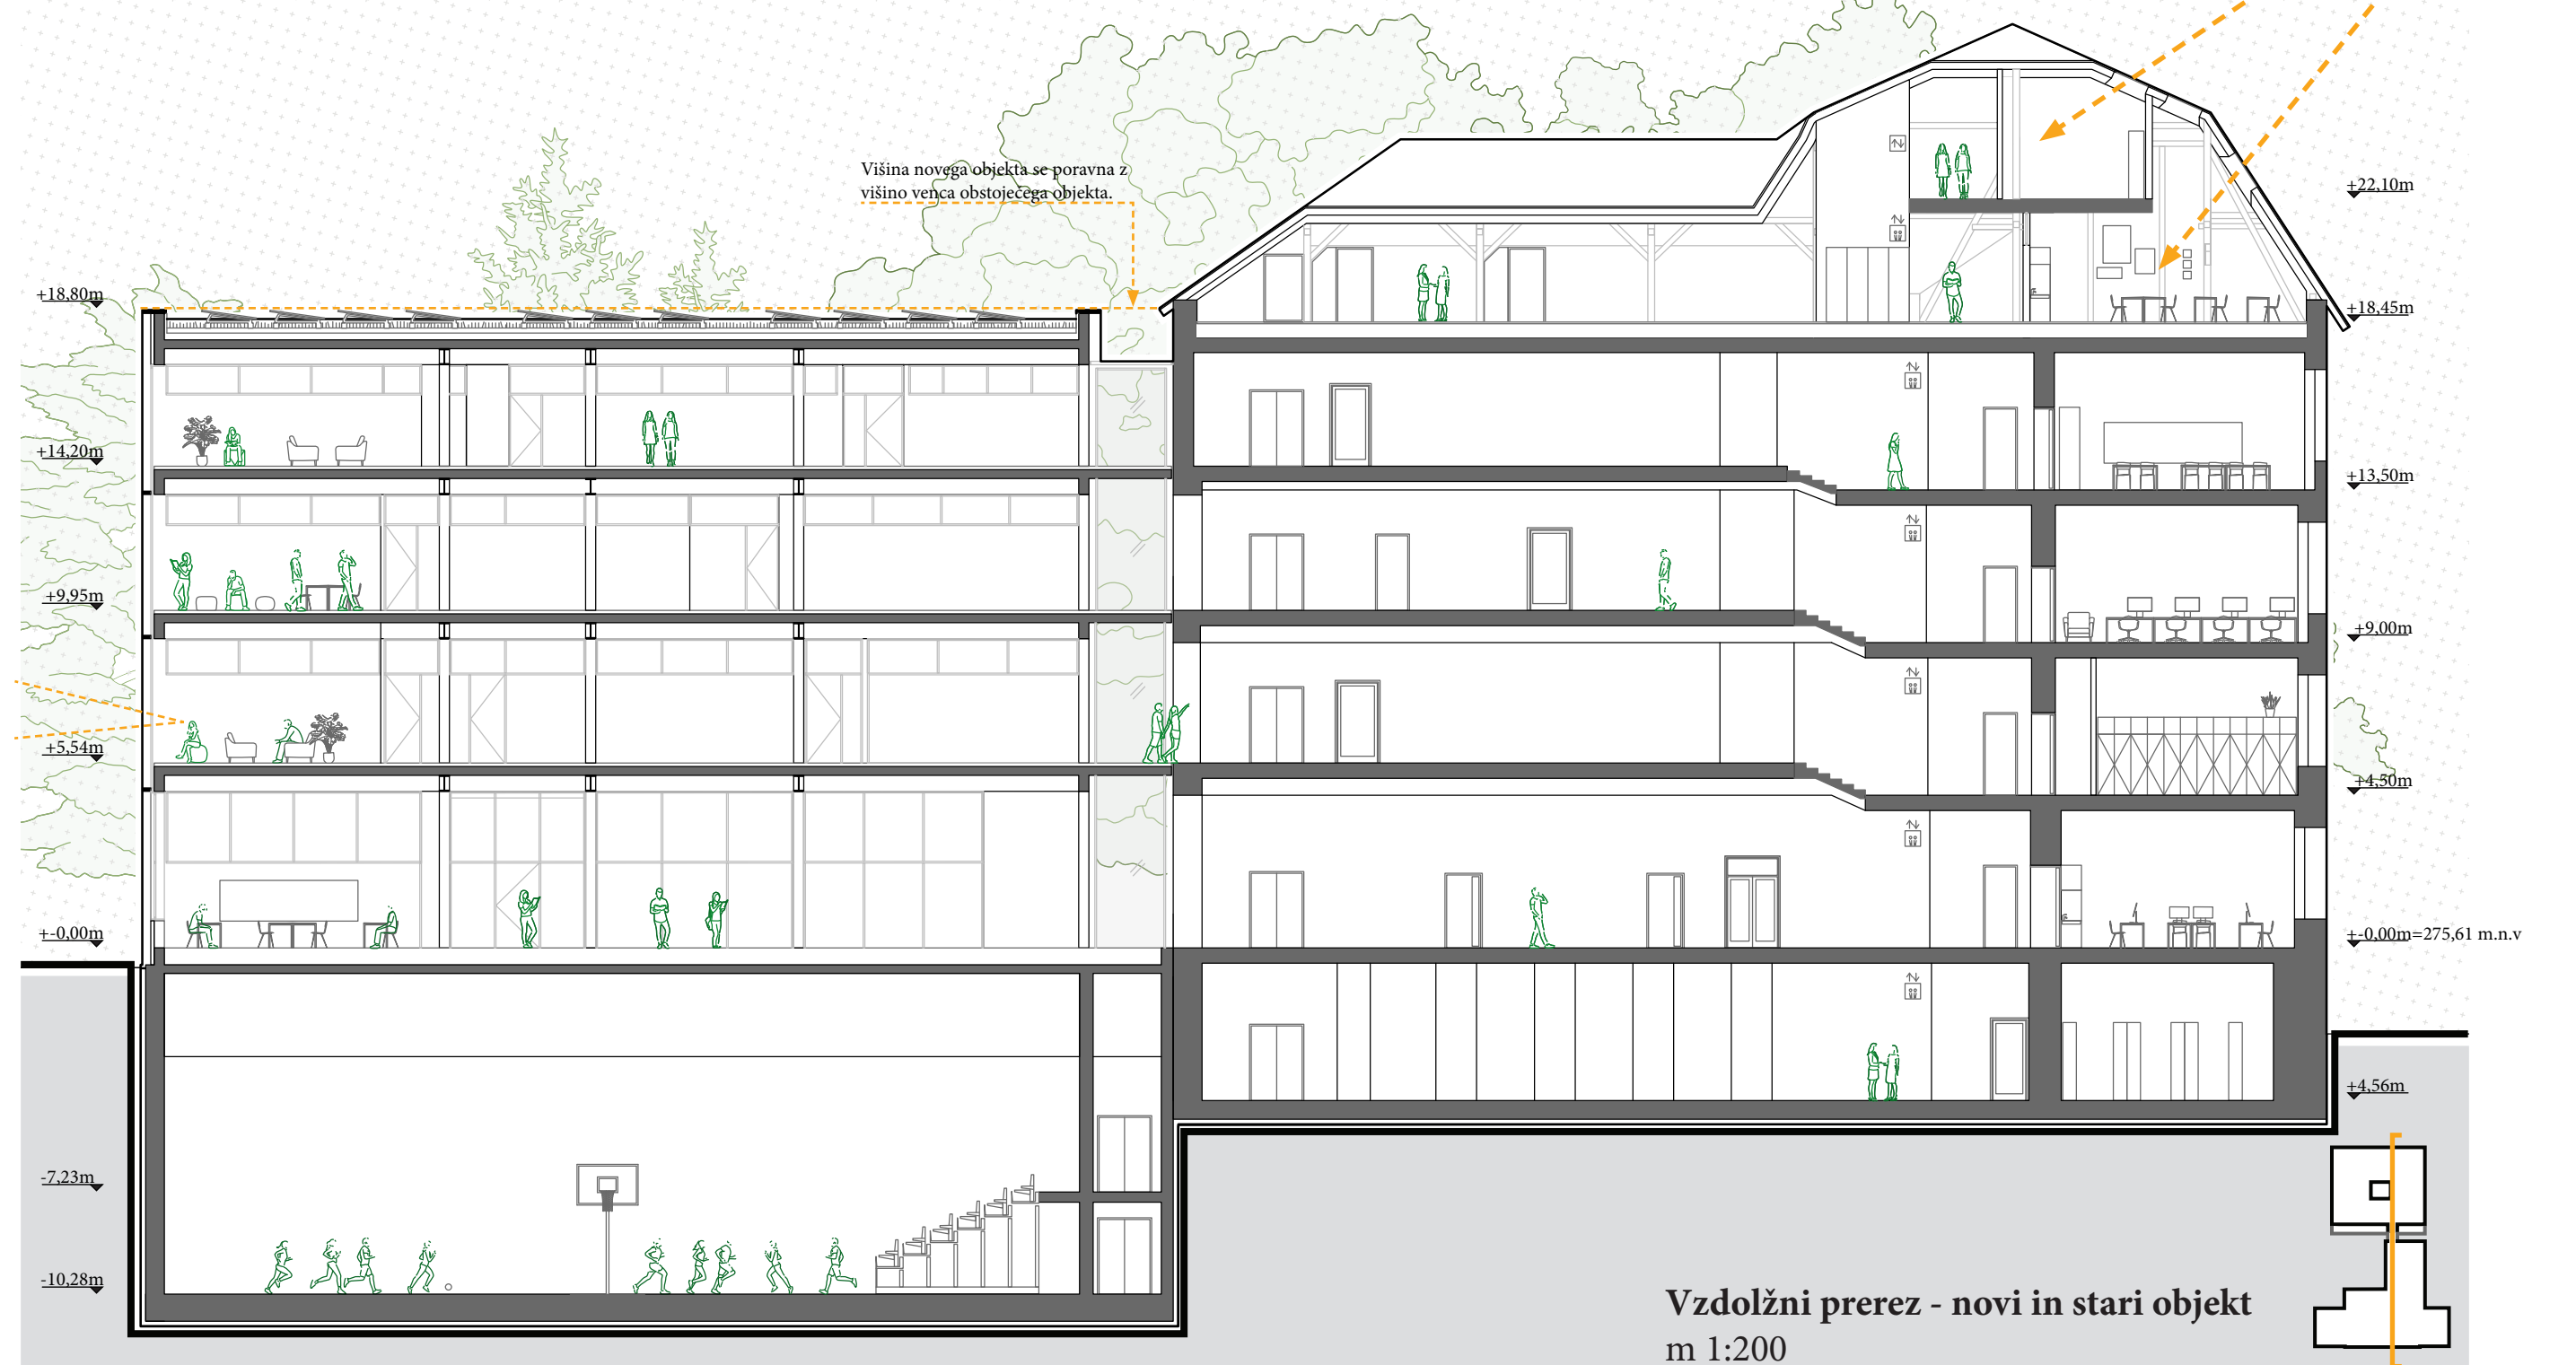 Višina novega objekta se poravna z
višino venca obstoječega objekta.
+22,10m
+18,80m
+18,45m
+14,20m
+13,50m
+9,95m
+9,00m
+5,54m
+4,50m
+-0,00m
+-0,00m=275,61 m.n.v
+4,56m
-7,23m
-10,28m
Vzdolžni prerez - novi in stari objekt
m 1:200